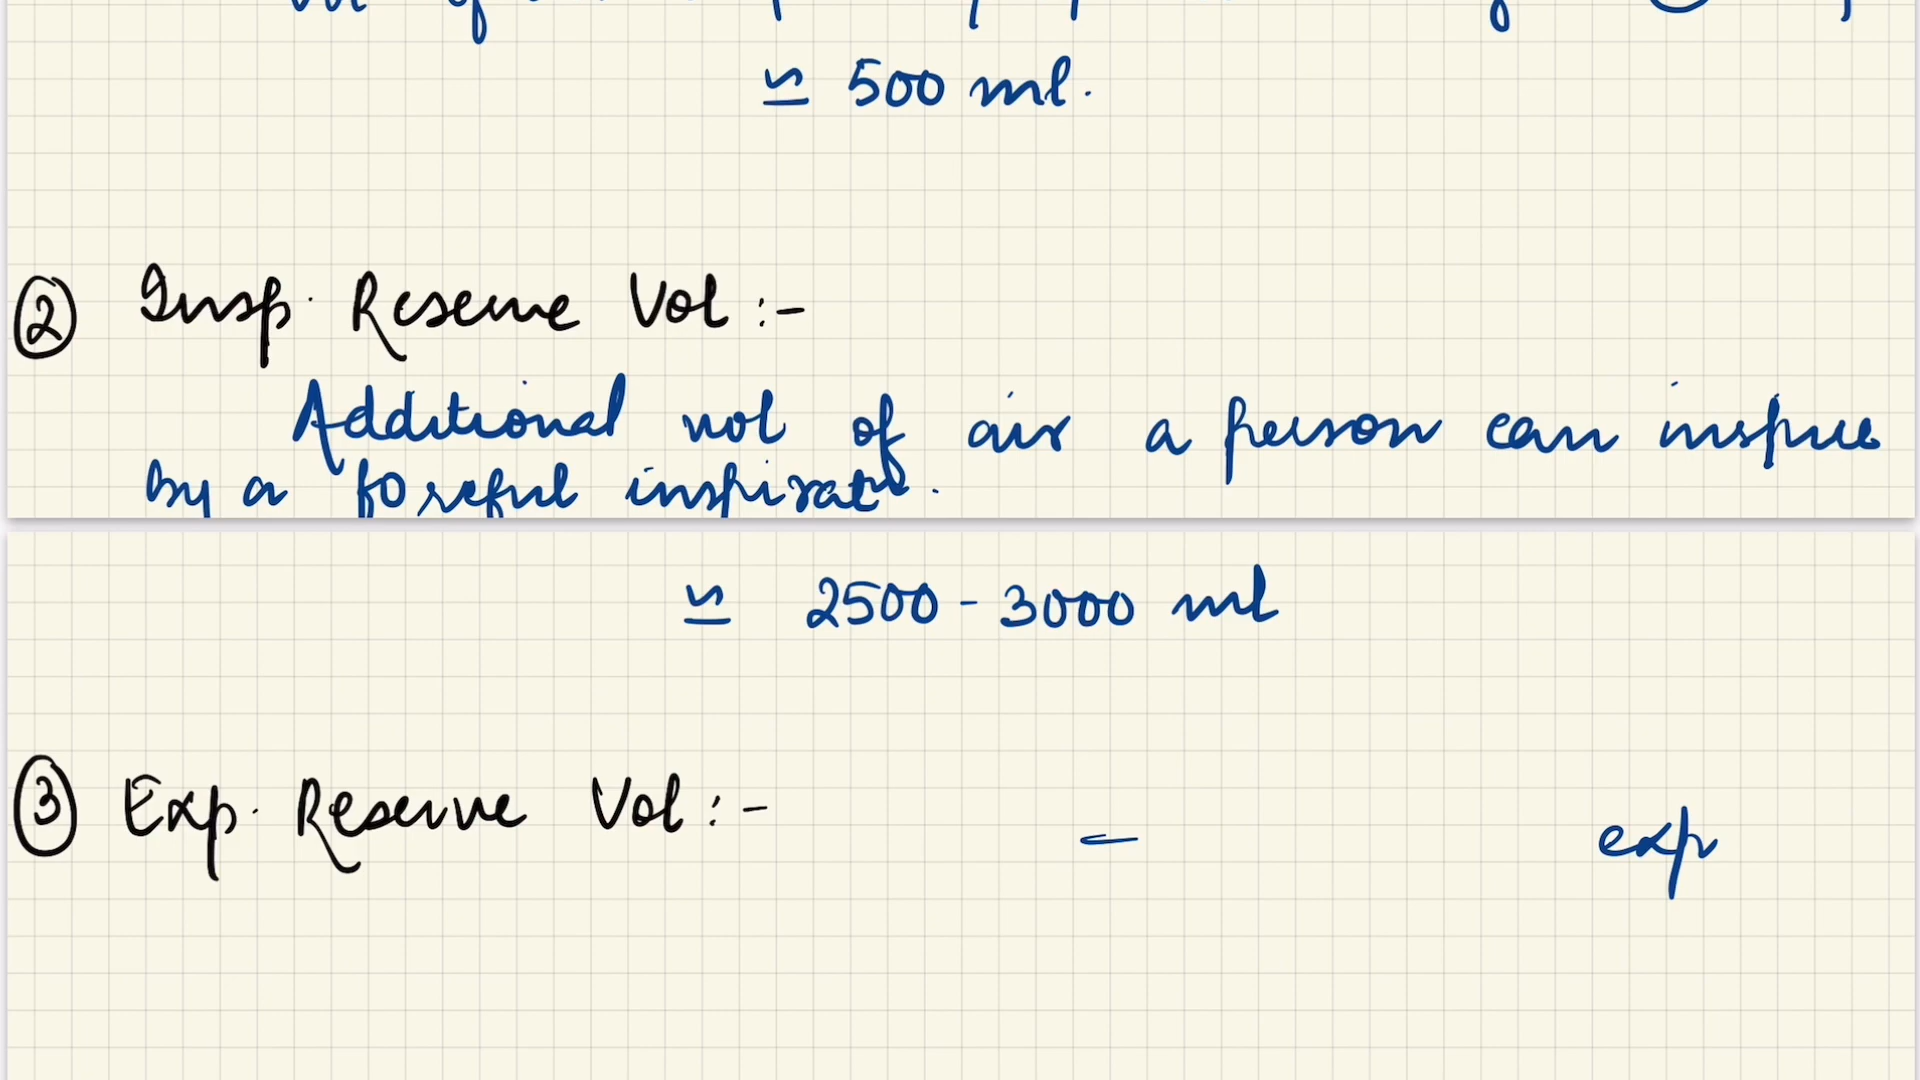 ≃ 500 ml.
② Insp. Reserve Vol :-
Additional vol of air a person can inspire
by a forceful inspiratⁿ.
≃ 2500 - 3000 ml
③ Exp. Reserve Vol :-
exp